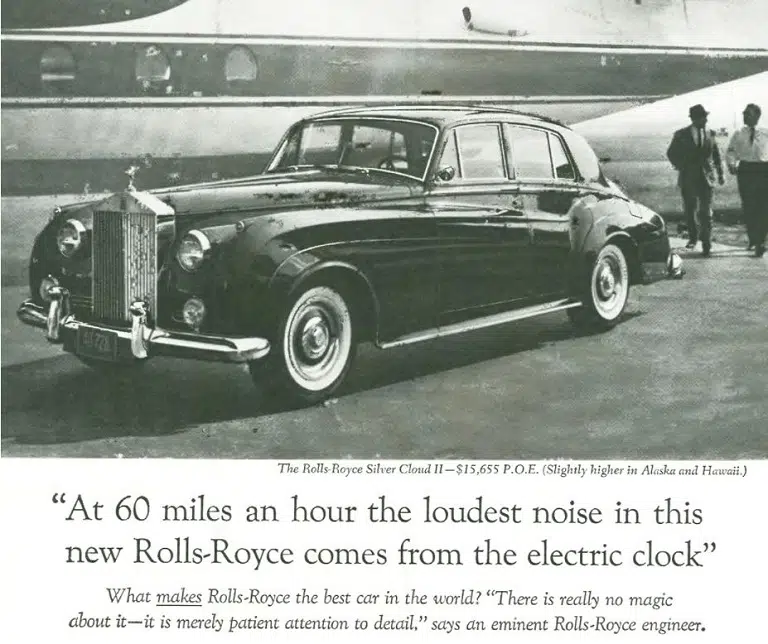 The Rolls-Royce Silver Cloud II—$15,655 P.O.E. (Slightly higher in Alaska and Hawaii.)
“At 60 miles an hour the loudest noise in this
new Rolls-Royce comes from the electric clock”
What makes Rolls-Royce the best car in the world? “There is really no magic
about it—it is merely patient attention to detail,” says an eminent Rolls-Royce engineer.